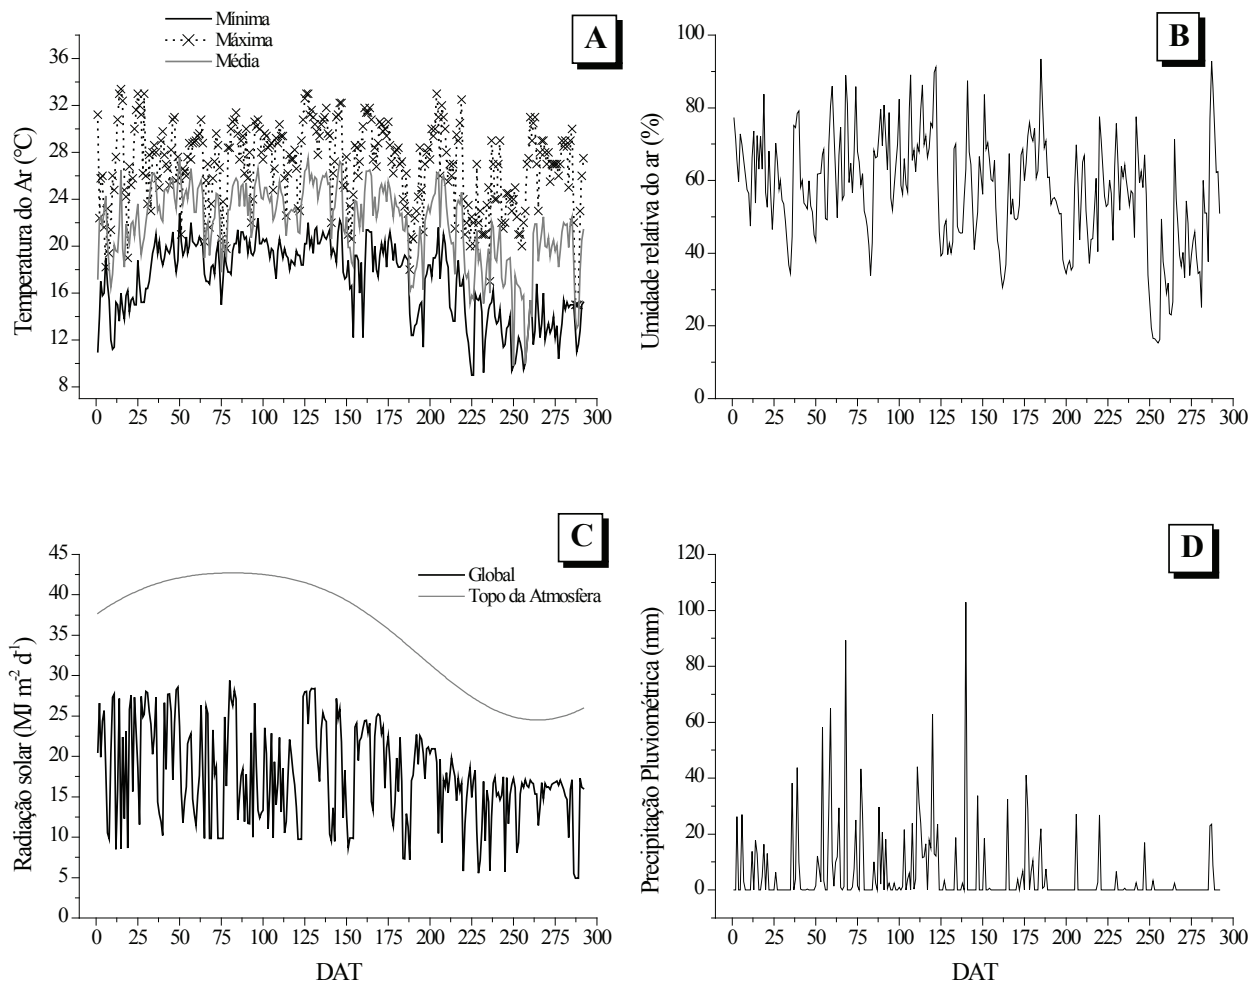 Mínima
Máxima
Média
A
Temperatura do Ar (°C)
36
32
28
24
20
16
12
8
0 25 50 75 100 125 150 175 200 225 250 275 300
B
Umidade relativa do ar (%)
100
80
60
40
20
0
0 25 50 75 100 125 150 175 200 225 250 275 300
C
Global
Topo da Atmosfera
Radiação solar (MJ m⁻² d⁻¹)
45
40
35
30
25
20
15
10
5
0
0 25 50 75 100 125 150 175 200 225 250 275 300
DAT
D
Precipitação Pluviométrica (mm)
120
100
80
60
40
20
0
0 25 50 75 100 125 150 175 200 225 250 275 300
DAT